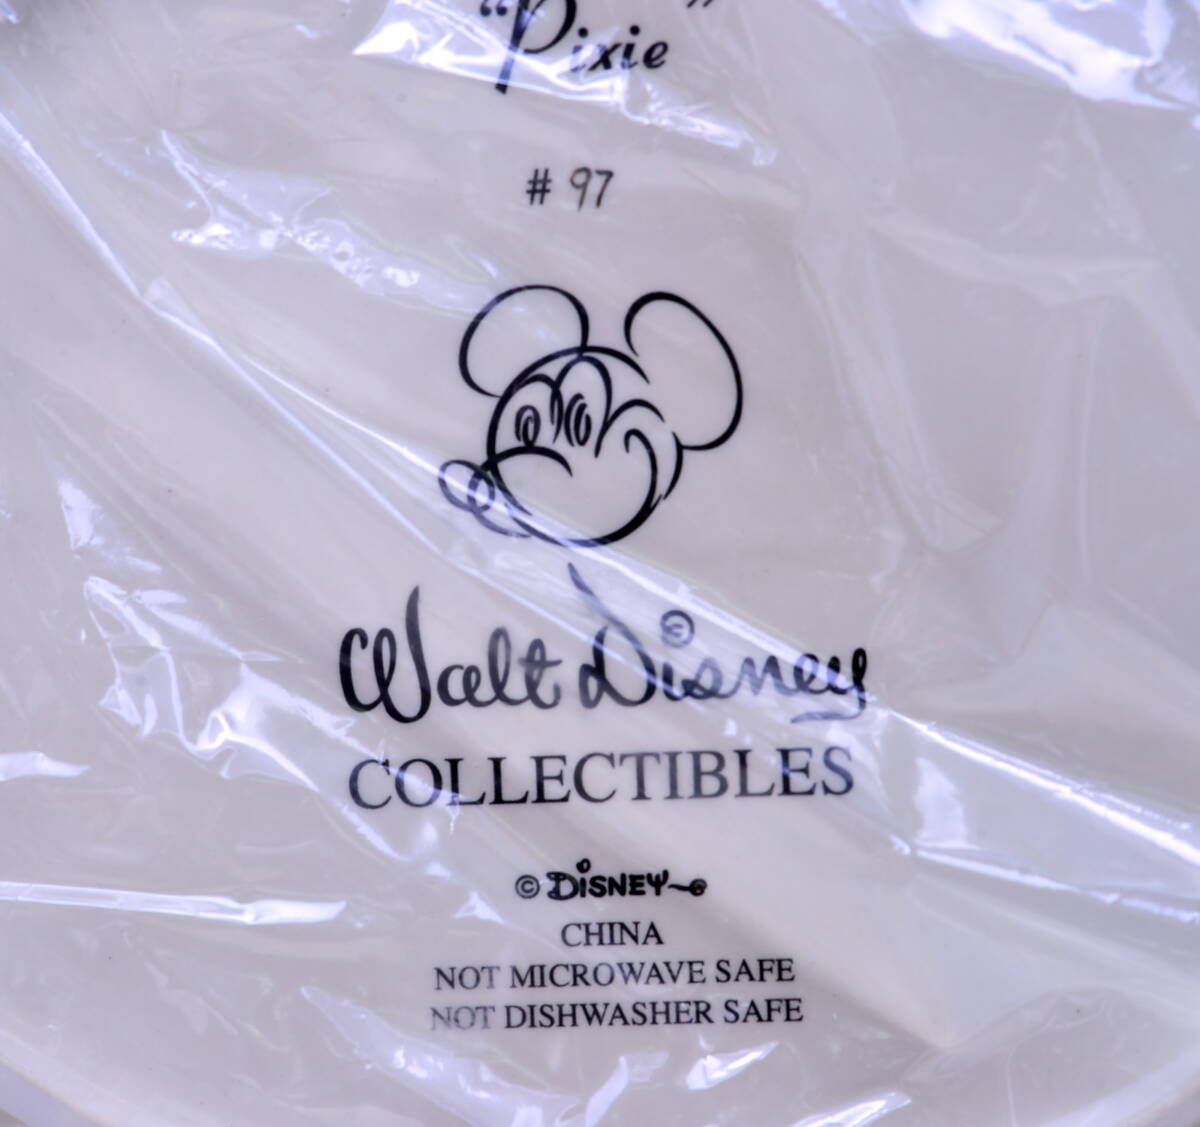 "Pixie"
# 97
Walt Disney
COLLECTIBLES
© DISNEY
CHINA
NOT MICROWAVE SAFE
NOT DISHWASHER SAFE